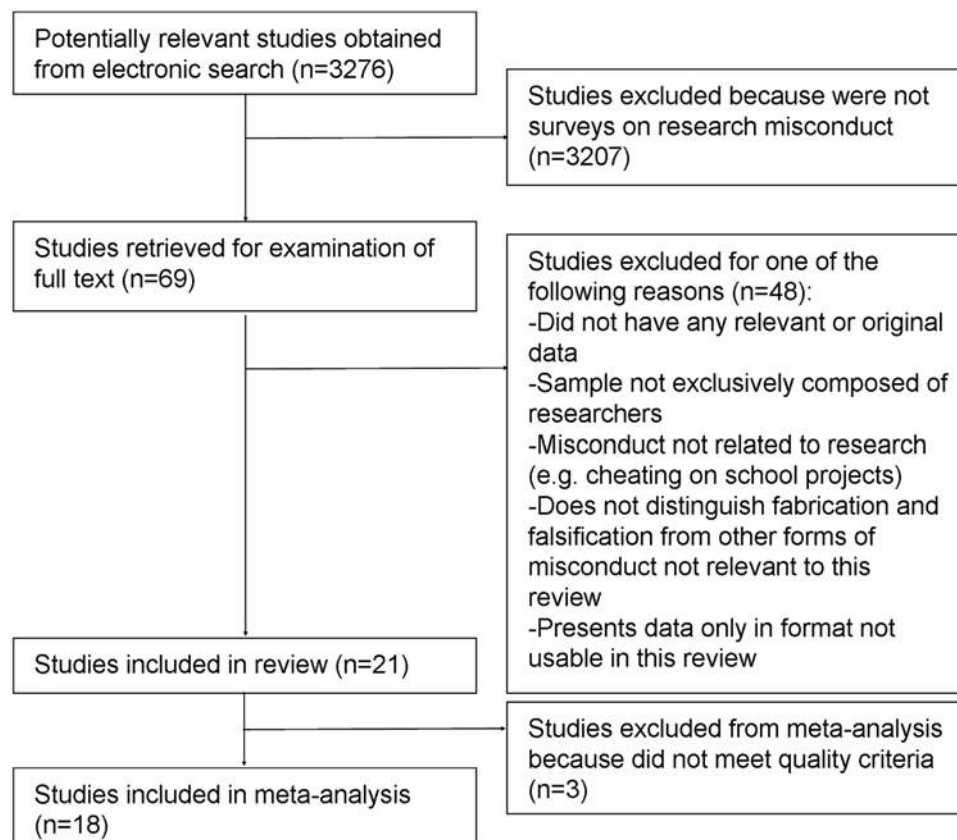 Potentially relevant studies obtained
from electronic search (n=3276)
Studies excluded because were not
surveys on research misconduct
(n=3207)
Studies retrieved for examination of
full text (n=69)
Studies excluded for one of the
following reasons (n=48):
-Did not have any relevant or original
data
-Sample not exclusively composed of
researchers
-Misconduct not related to research
(e.g. cheating on school projects)
-Does not distinguish fabrication and
falsification from other forms of
misconduct not relevant to this
review
-Presents data only in format not
usable in this review
Studies included in review (n=21)
Studies excluded from meta-analysis
because did not meet quality criteria
(n=3)
Studies included in meta-analysis
(n=18)